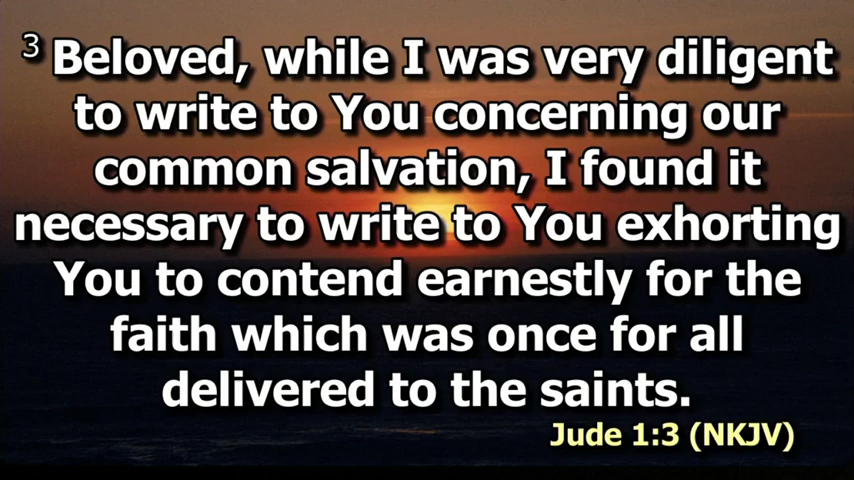 3 Beloved, while I was very diligent
to write to You concerning our
common salvation, I found it
necessary to write to You exhorting
You to contend earnestly for the
faith which was once for all
delivered to the saints.
Jude 1:3 (NKJV)